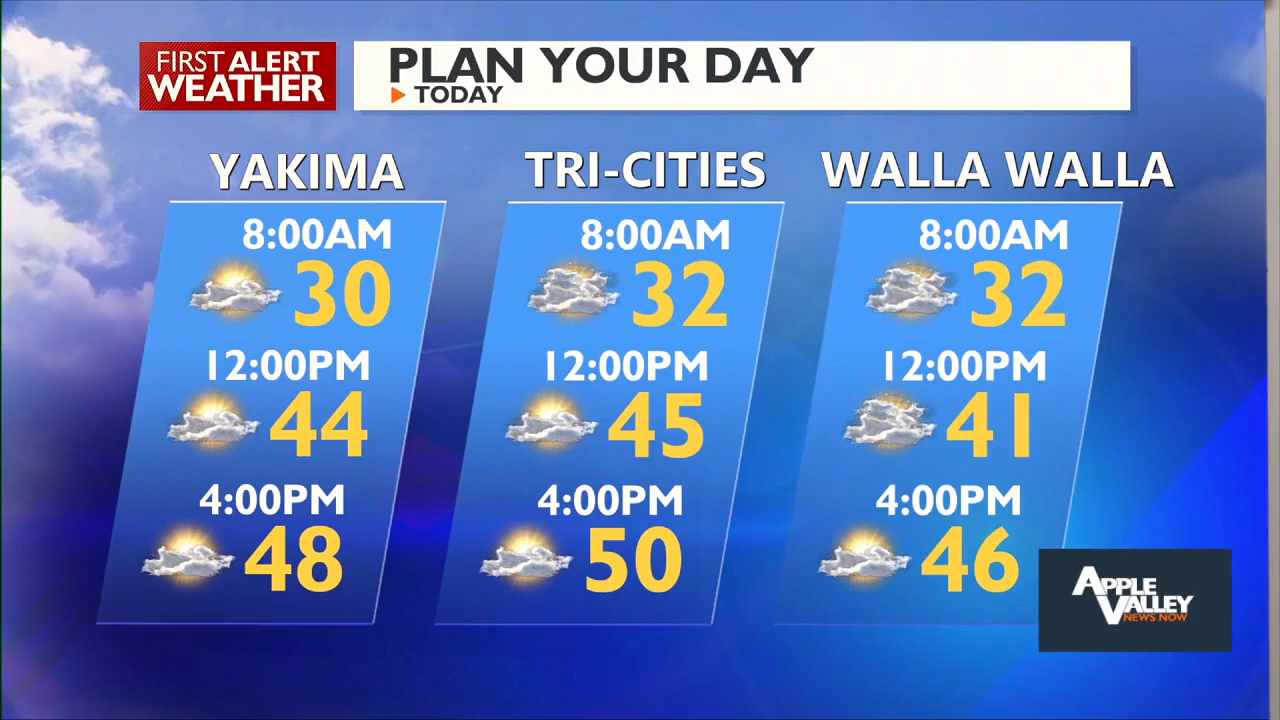 FIRST ALERT
WEATHER
PLAN YOUR DAY
TODAY
YAKIMA
8:00AM
30
12:00PM
44
4:00PM
48
TRI-CITIES
8:00AM
32
12:00PM
45
4:00PM
50
WALLA WALLA
8:00AM
32
12:00PM
41
4:00PM
46
APPLE
VALLEY
NEWS NOW